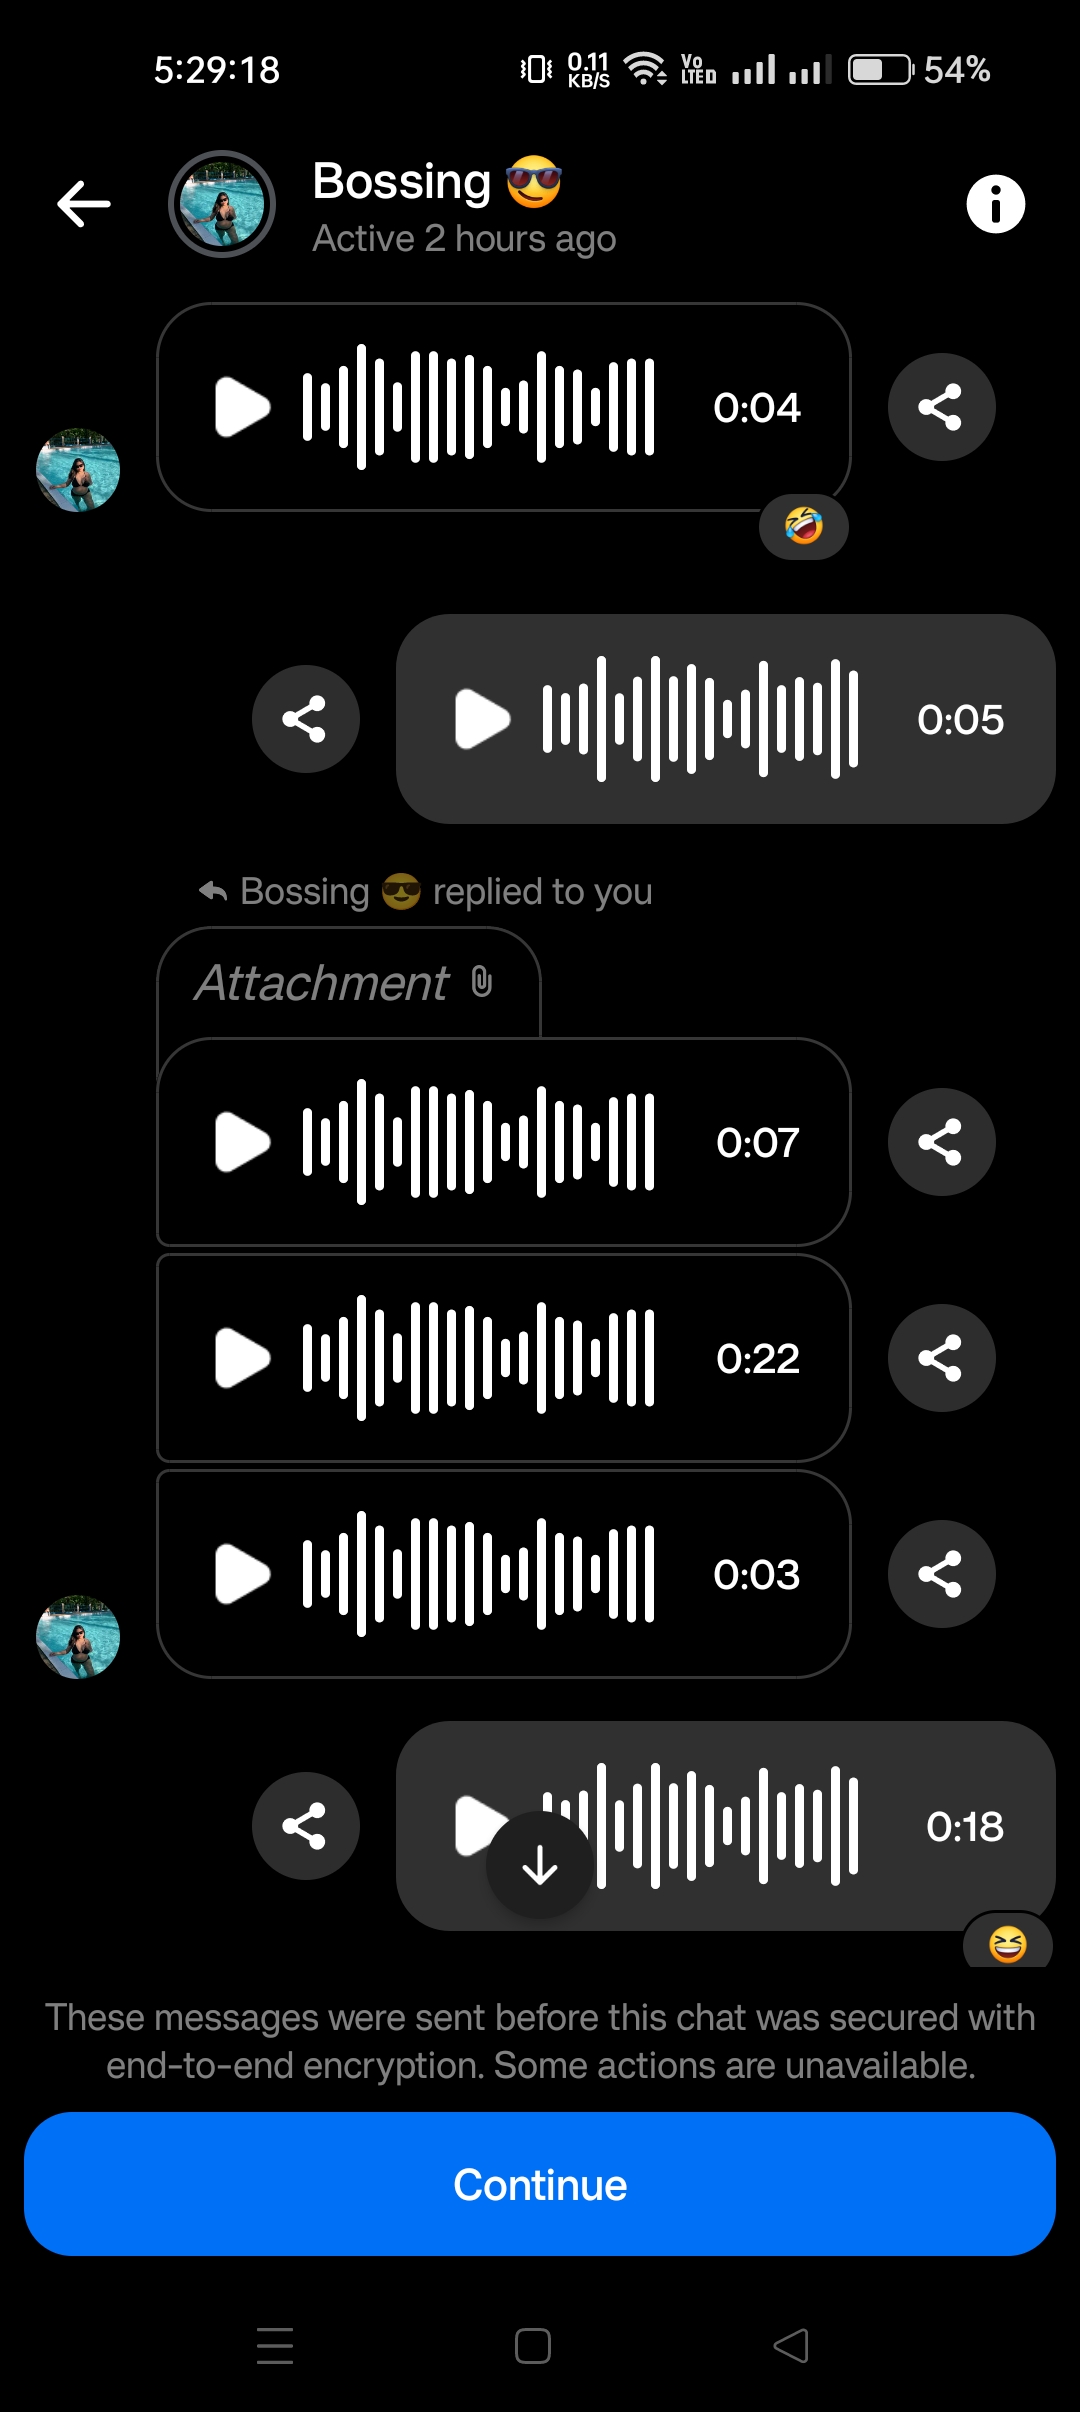 5:29:18
0.11
KB/S
Vo
LTE D
54%
Bossing 😎
Active 2 hours ago
0:04
🤣
0:05
Bossing 😎 replied to you
Attachment
0:07
0:22
0:03
0:18
😆
These messages were sent before this chat was secured with
end-to-end encryption. Some actions are unavailable.
Continue